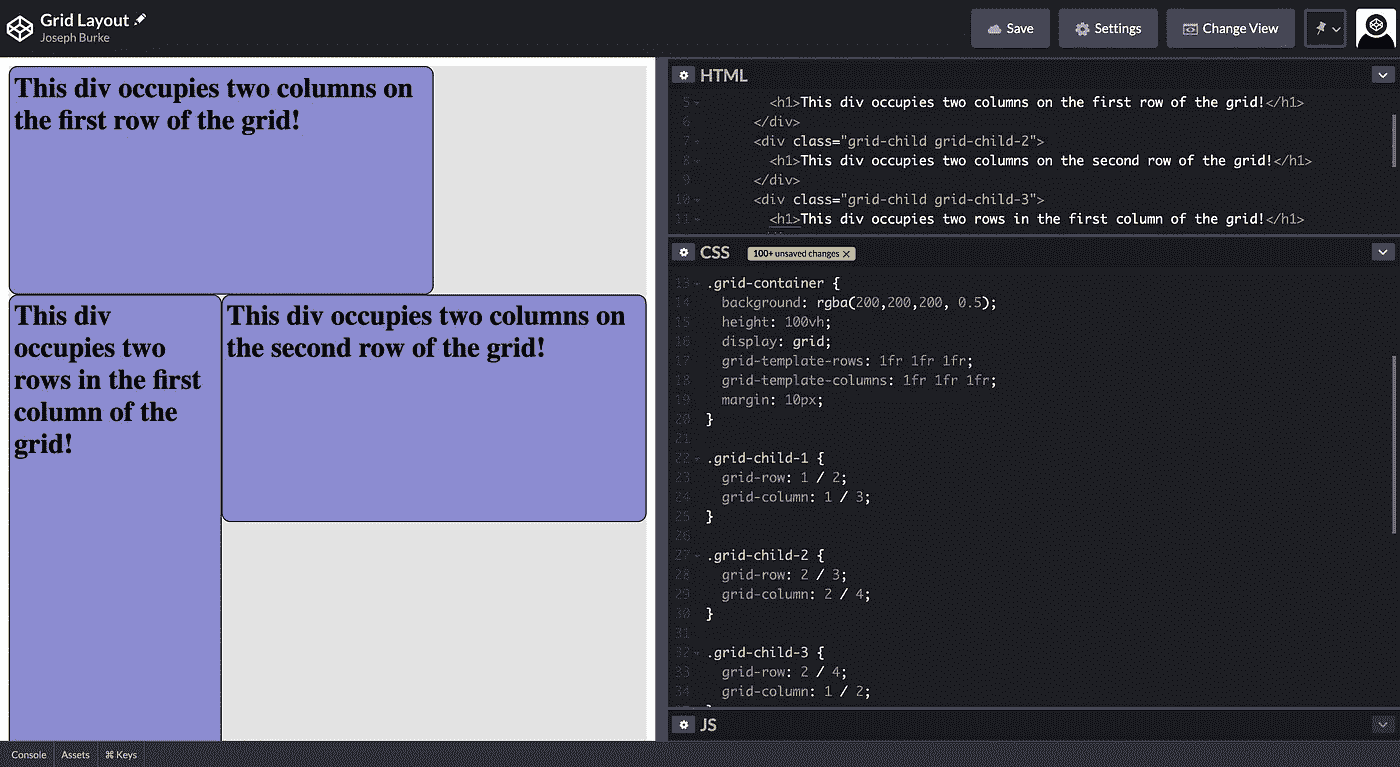 Grid Layout
Joseph Burke
Save
Settings
Change View
This div occupies two columns on
the first row of the grid!
This div
occupies two
rows in the first
column of the
grid!
This div occupies two columns on
the second row of the grid!
HTML
5 <h1>This div occupies two columns on the first row of the grid!</h1>
6 </div>
7 <div class="grid-child grid-child-2">
8 <h1>This div occupies two columns on the second row of the grid!</h1>
9 </div>
10 <div class="grid-child grid-child-3">
11 <h1>This div occupies two rows in the first column of the grid!</h1>
CSS 100+ unsaved changes X
13 .grid-container {
14 background: rgba(200,200,200, 0.5);
15 height: 100vh;
16 display: grid;
17 grid-template-rows: 1fr 1fr 1fr;
18 grid-template-columns: 1fr 1fr 1fr;
19 margin: 10px;
20 }
21
22 .grid-child-1 {
23 grid-row: 1 / 2;
24 grid-column: 1 / 3;
25 }
26
27 .grid-child-2 {
28 grid-row: 2 / 3;
29 grid-column: 2 / 4;
30 }
31
32 .grid-child-3 {
33 grid-row: 2 / 4;
34 grid-column: 1 / 2;
JS
Console Assets ⌘ Keys